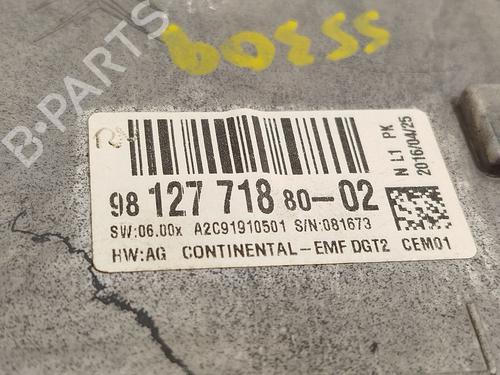 B-PARTS
55309
98 127 718 80-02
SW:06.00x A2C91910501 S/N:081673
HW:AG CONTINENTAL-EMF DGT2 CEM01
N L1 PK
2016/04/25